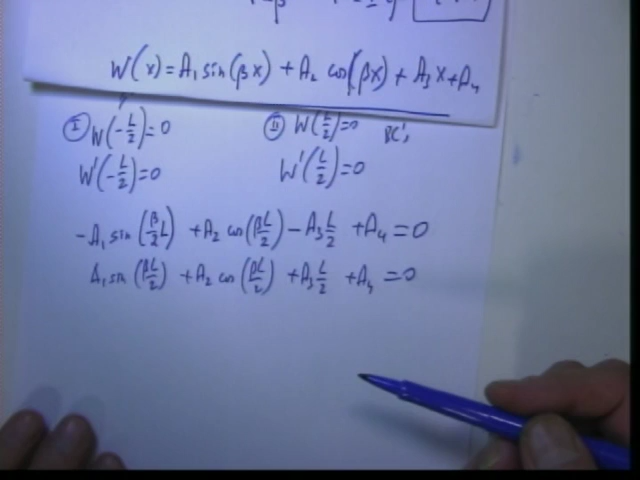 W(x) = A₁ sin(βx) + A₂ cos(βx) + A₃x + A₄
Ⓘ W(-L/2)=0 Ⓘ︎Ⓘ W(L/2)=0 BC's
W'(-L/2)=0 W'(L/2)=0
-A₁ sin(β/2 L) + A₂ cos(βL/2) - A₃ L/2 + A₄ = 0
A₁ sin(βL/2) + A₂ cos(βL/2) + A₃ L/2 + A₄ = 0